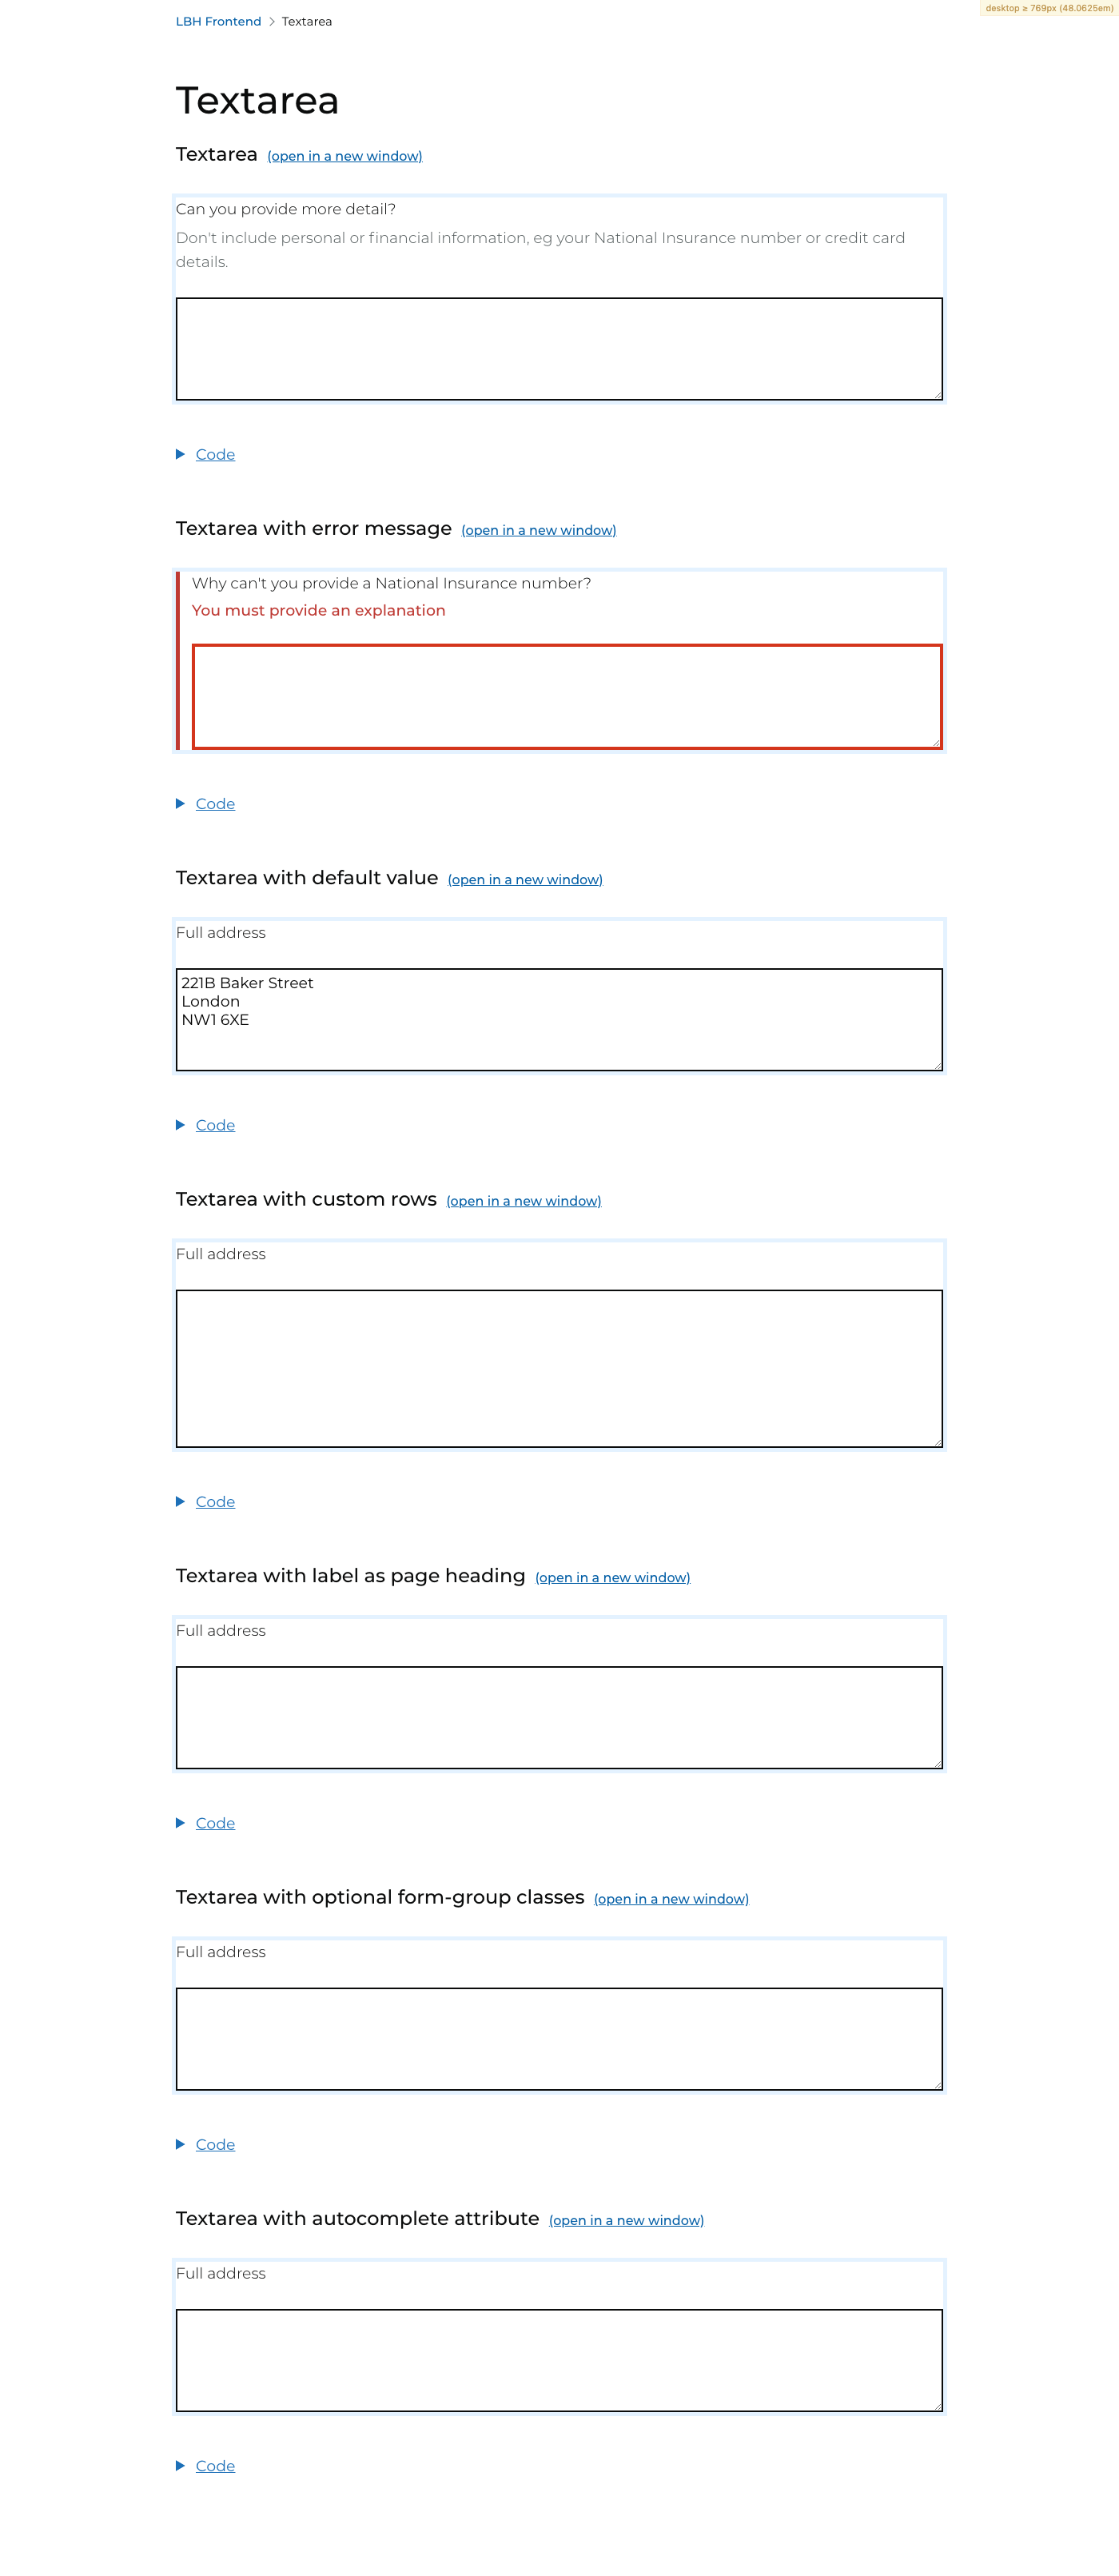 desktop ≥ 769px (48.0625em)
LBH Frontend > Textarea
Textarea
Textarea (open in a new window)
Can you provide more detail?
Don't include personal or financial information, eg your National Insurance number or credit card
details.
Code
Textarea with error message (open in a new window)
Why can't you provide a National Insurance number?
You must provide an explanation
Code
Textarea with default value (open in a new window)
Full address
221B Baker Street
London
NW1 6XE
Code
Textarea with custom rows (open in a new window)
Full address
Code
Textarea with label as page heading (open in a new window)
Full address
Code
Textarea with optional form-group classes (open in a new window)
Full address
Code
Textarea with autocomplete attribute (open in a new window)
Full address
Code